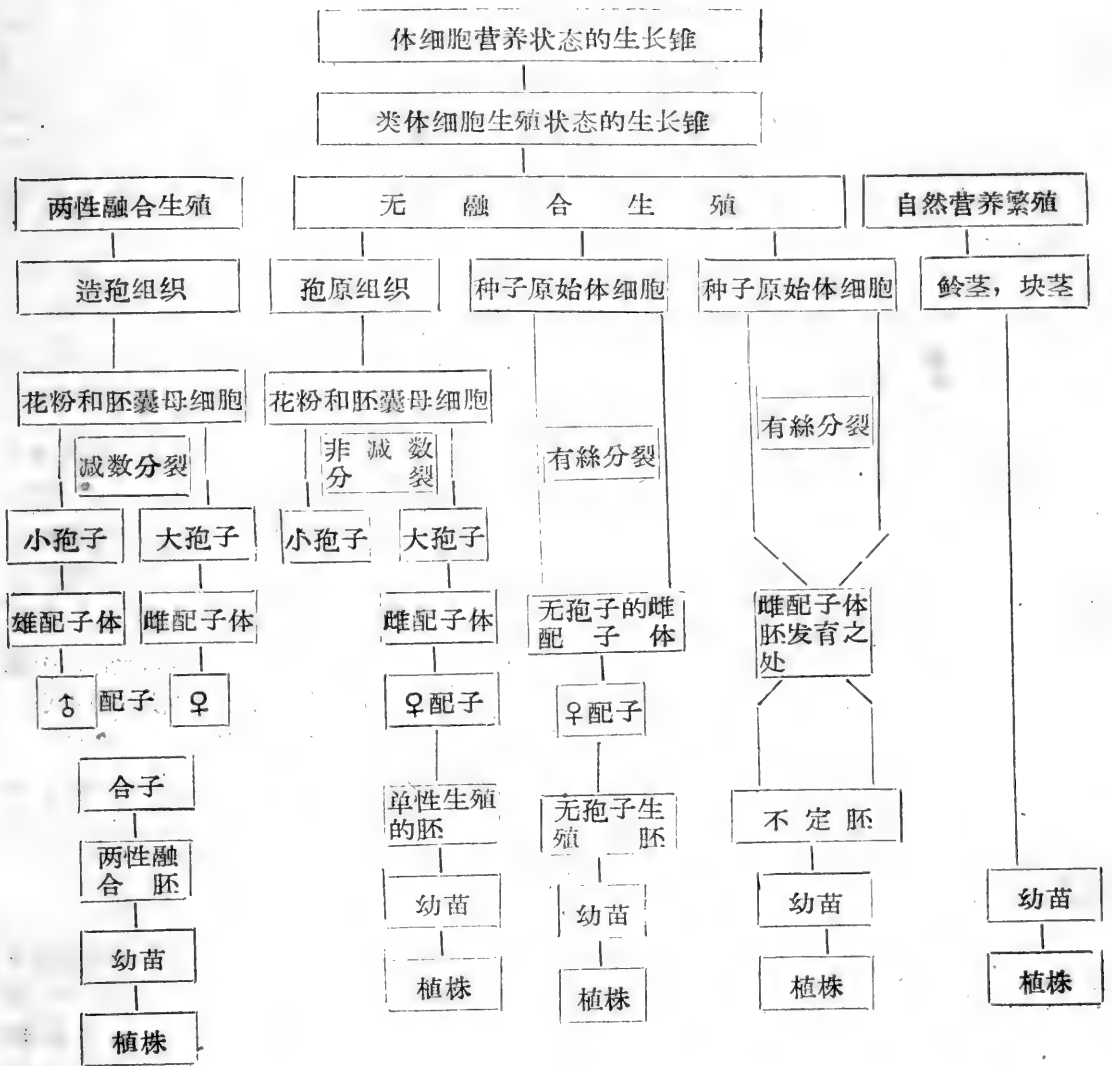 体细胞营养状态的生长锥
类体细胞生殖状态的生长锥
两性融合生殖
无融合生殖
自然营养繁殖
造孢组织
孢原组织
种子原始体细胞
种子原始体细胞
鲮茎，块茎
花粉和胚囊母细胞
花粉和胚囊母细胞
减数分裂
非减数
分裂
有絲分裂
有絲分裂
小孢子
大孢子
小孢子
大孢子
雄配子体
雌配子体
雌配子体
无孢子的雌
配子体
雌配子体
胚发育之
处
♂
配子
♀
♀配子
♀配子
合子
单性生殖
的胚
无孢子生
殖胚
不定胚
两性融
合胚
幼苗
幼苗
幼苗
幼苗
幼苗
植株
植株
植株
植株
植株